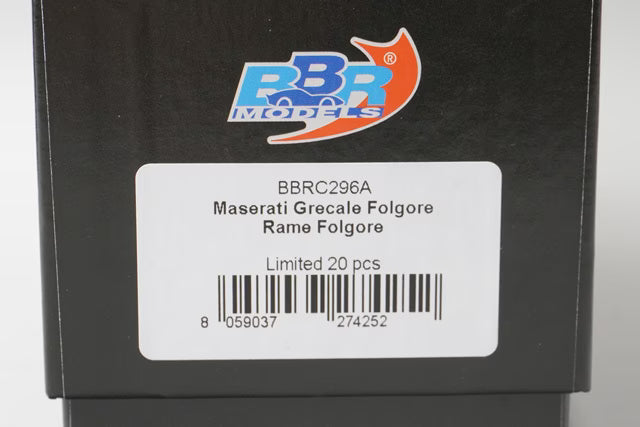 BBR®
MODELS
BBRC296A
Maserati Grecale Folgore
Rame Folgore
Limited 20 pcs
8 059037 274252